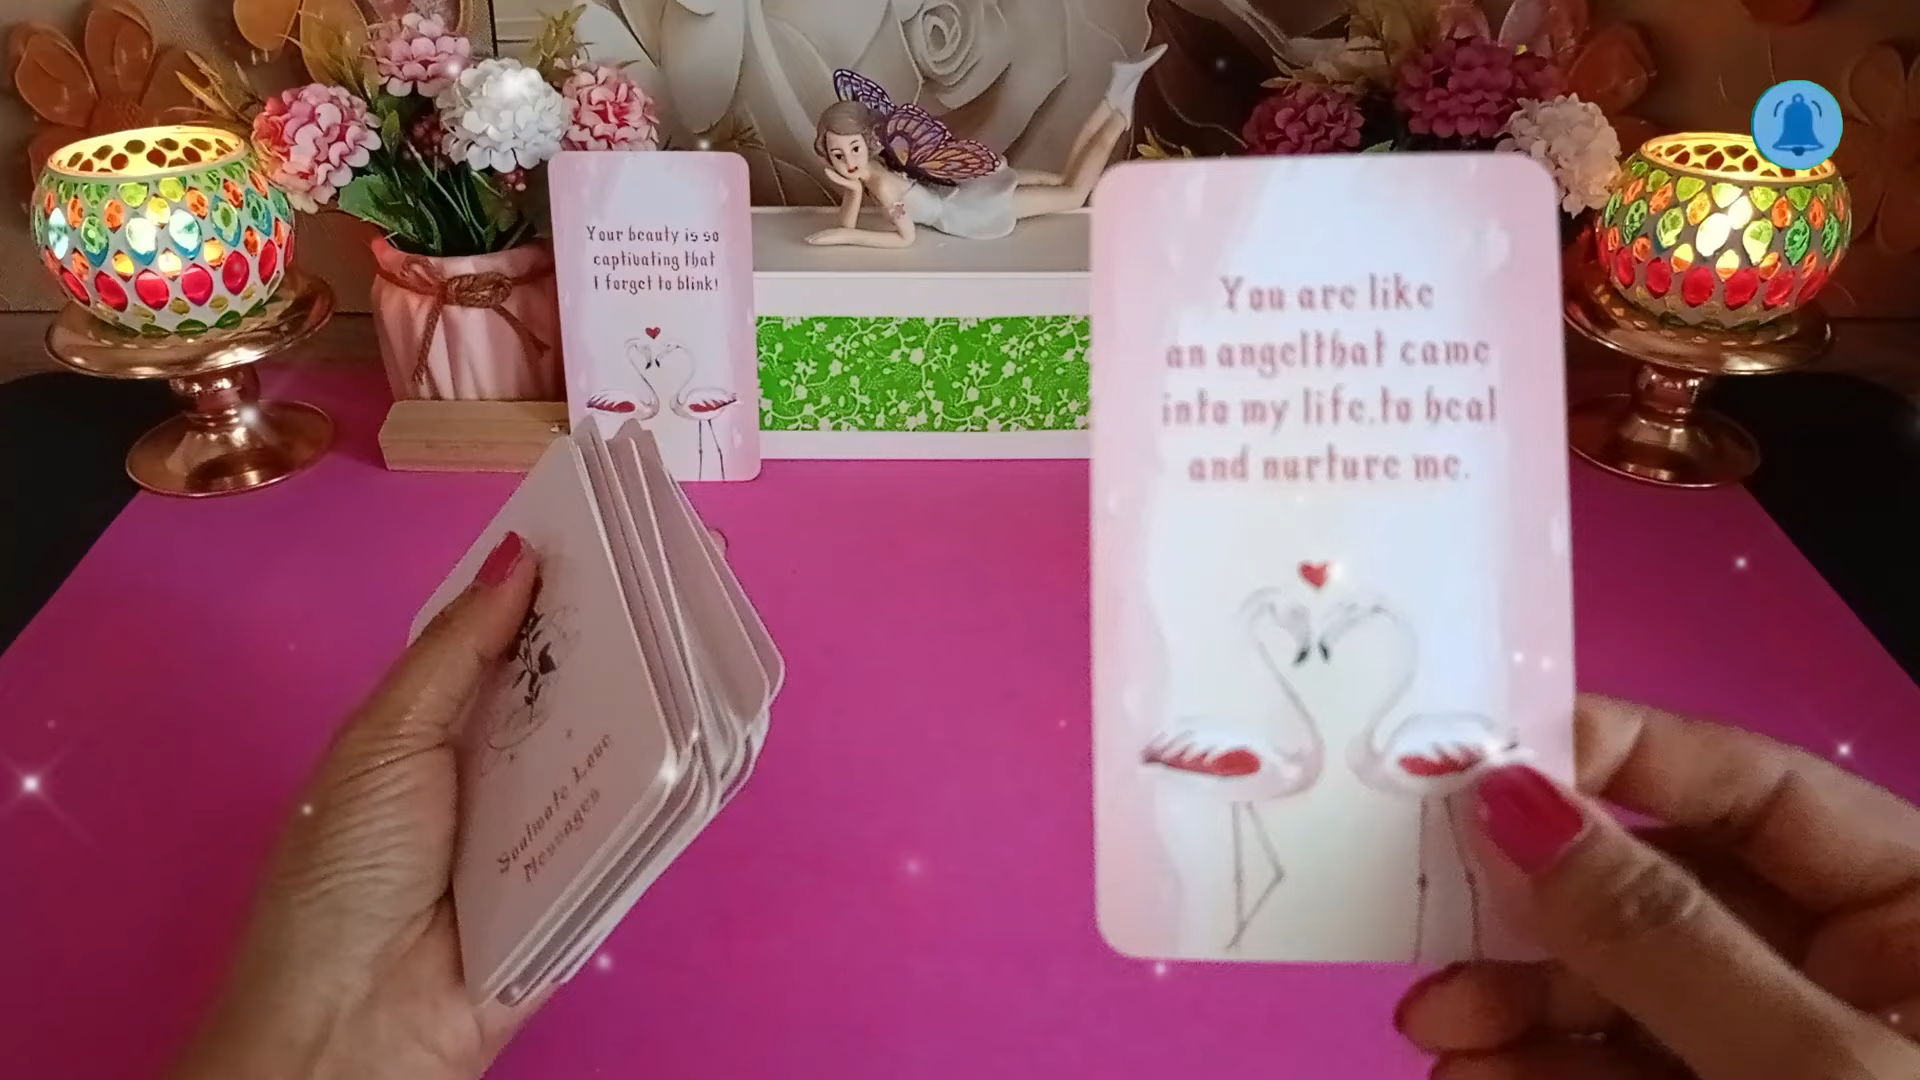 Your beauty is so
captivating that
I forget to blink!
You are like
an angelthat came
into my life,to heal
and nurture me.
Soulmate Love
Messages